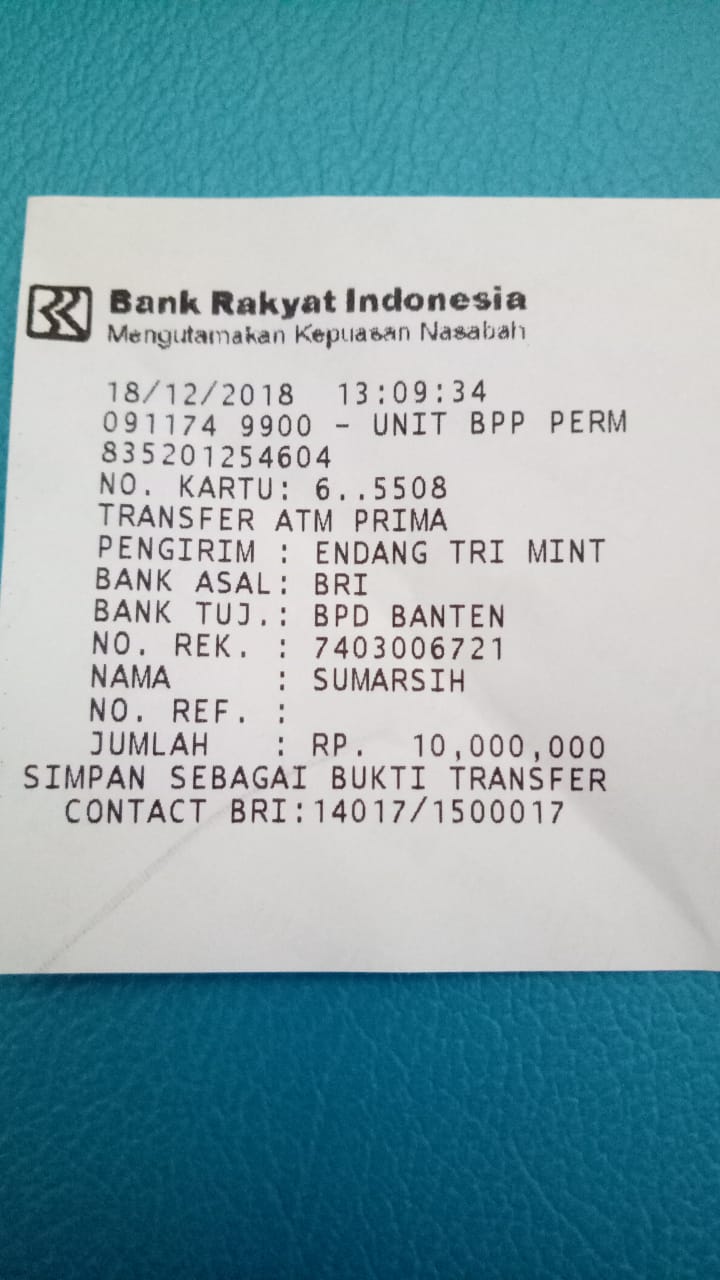 Bank Rakyat Indonesia
Mengutamakan Kepuasan Nasabah
18/12/2018 13:09:34
091174 9900 - UNIT BPP PERM
835201254604
NO. KARTU: 6..5508
TRANSFER ATM PRIMA
PENGIRIM : ENDANG TRI MINT
BANK ASAL: BRI
BANK TUJ.: BPD BANTEN
NO. REK. : 7403006721
NAMA : SUMARSIH
NO. REF. :
JUMLAH : RP. 10,000,000
SIMPAN SEBAGAI BUKTI TRANSFER
CONTACT BRI:14017/1500017